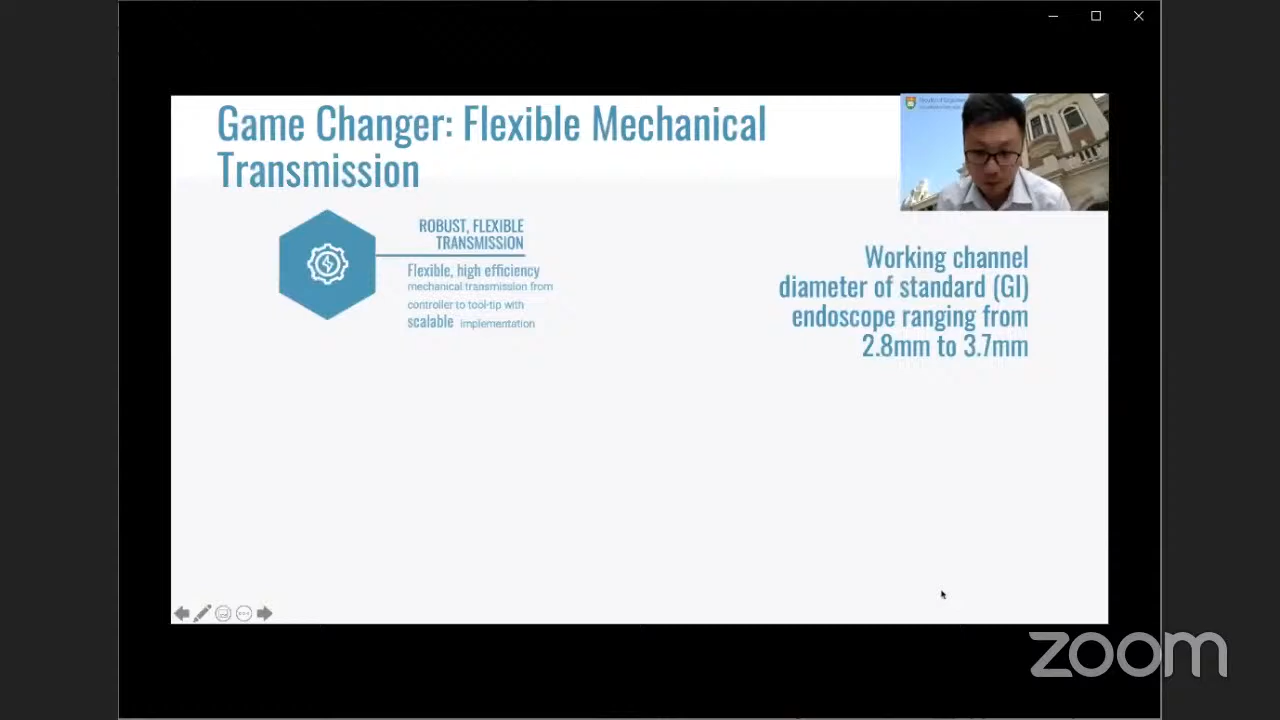 Game Changer: Flexible Mechanical
Transmission
ROBUST, FLEXIBLE
TRANSMISSION
Flexible, high efficiency
mechanical transmission from
controller to tool-tip with
scalable implementation
Working channel
diameter of standard (GI)
endoscope ranging from
2.8mm to 3.7mm
zoom